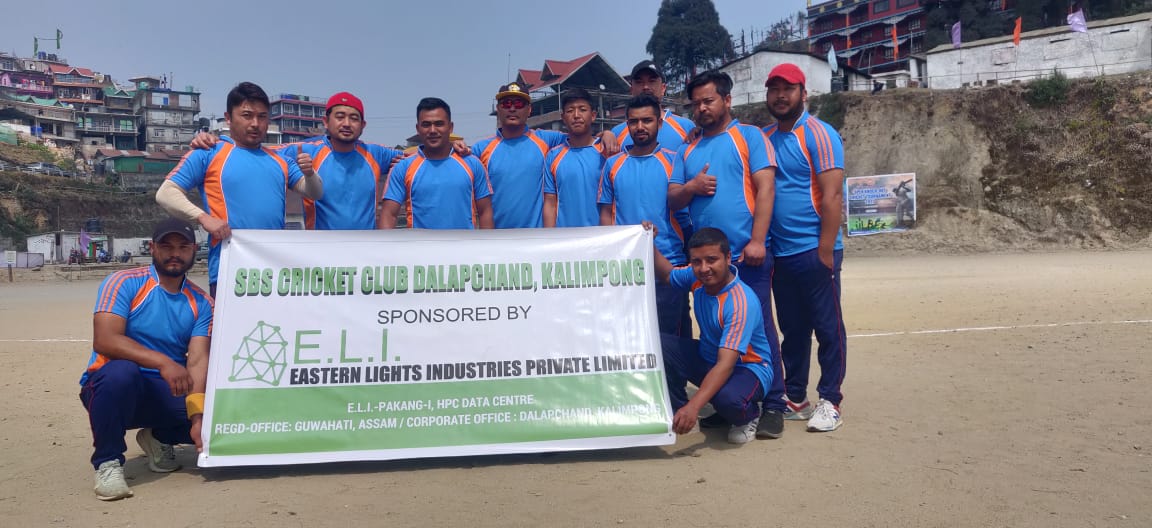 SBS CRICKET CLUB DALAPCHAND, KALIMPONG
SPONSORED BY
E.L.I.
EASTERN LIGHTS INDUSTRIES PRIVATE LIMITED
E.L.I.-PAKANG-I, HPC DATA CENTRE
REGD-OFFICE: GUWAHATI, ASSAM / CORPORATE OFFICE : DALAPCHAND, KALIMPONG